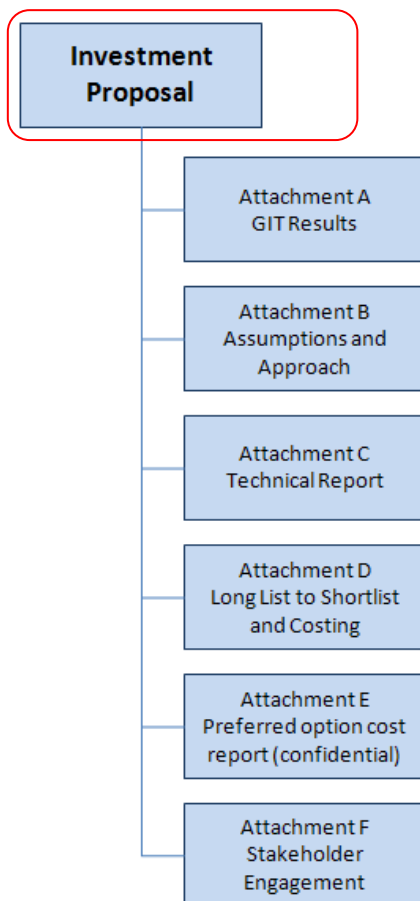 Investment
Proposal
Attachment A
GIT Results
Attachment B
Assumptions and
Approach
Attachment C
Technical Report
Attachment D
Long List to Shortlist
and Costing
Attachment E
Preferred option cost
report (confidential)
Attachment F
Stakeholder
Engagement